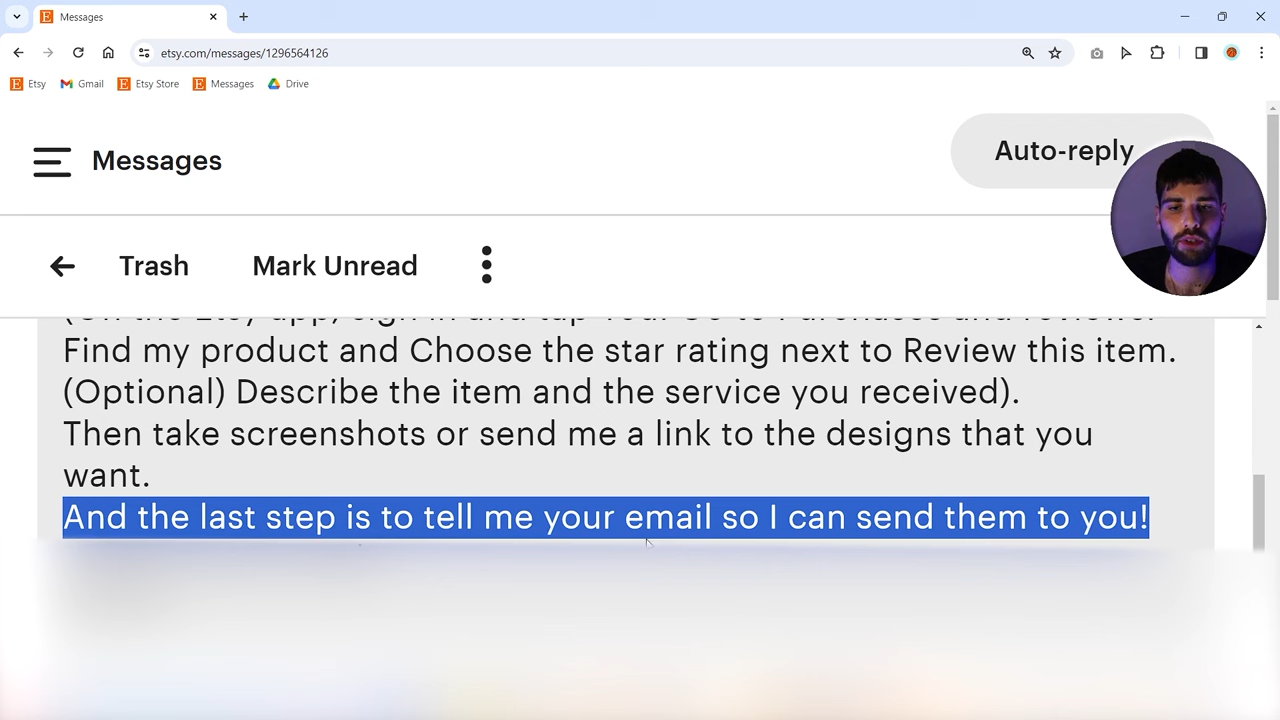 Messages
etsy.com/messages/1296564126
Etsy
Gmail
Etsy Store
Messages
Drive
Messages
Auto-reply
Trash
Mark Unread
Find my product and Choose the star rating next to Review this item.
(Optional) Describe the item and the service you received).
Then take screenshots or send me a link to the designs that you
want.
And the last step is to tell me your email so I can send them to you!